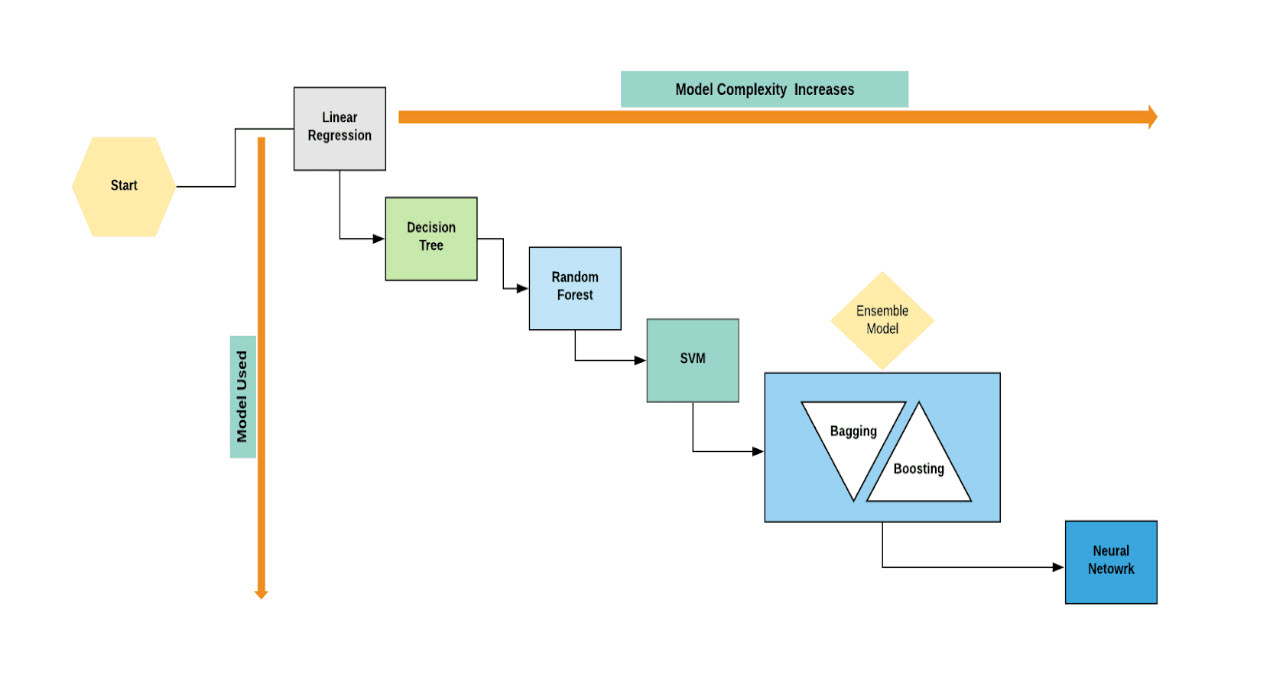 Model Complexity  Increases
Linear
Regression
Start
Decision
Tree
Random
Forest
Ensemble
Model
SVM
Model Used
Bagging
Boosting
Neural
Netowrk